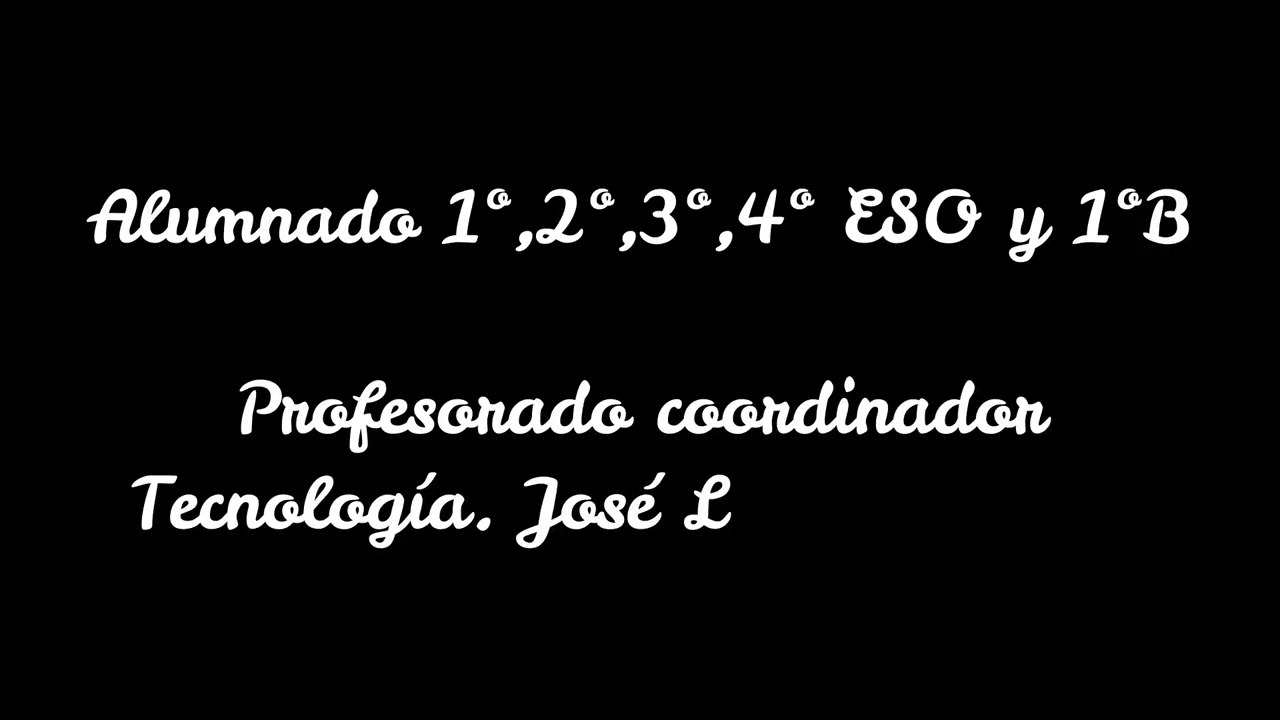 Alumnado 1º,2º,3º,4º ESO y 1ºB
Profesorado coordinador
Tecnología. José L